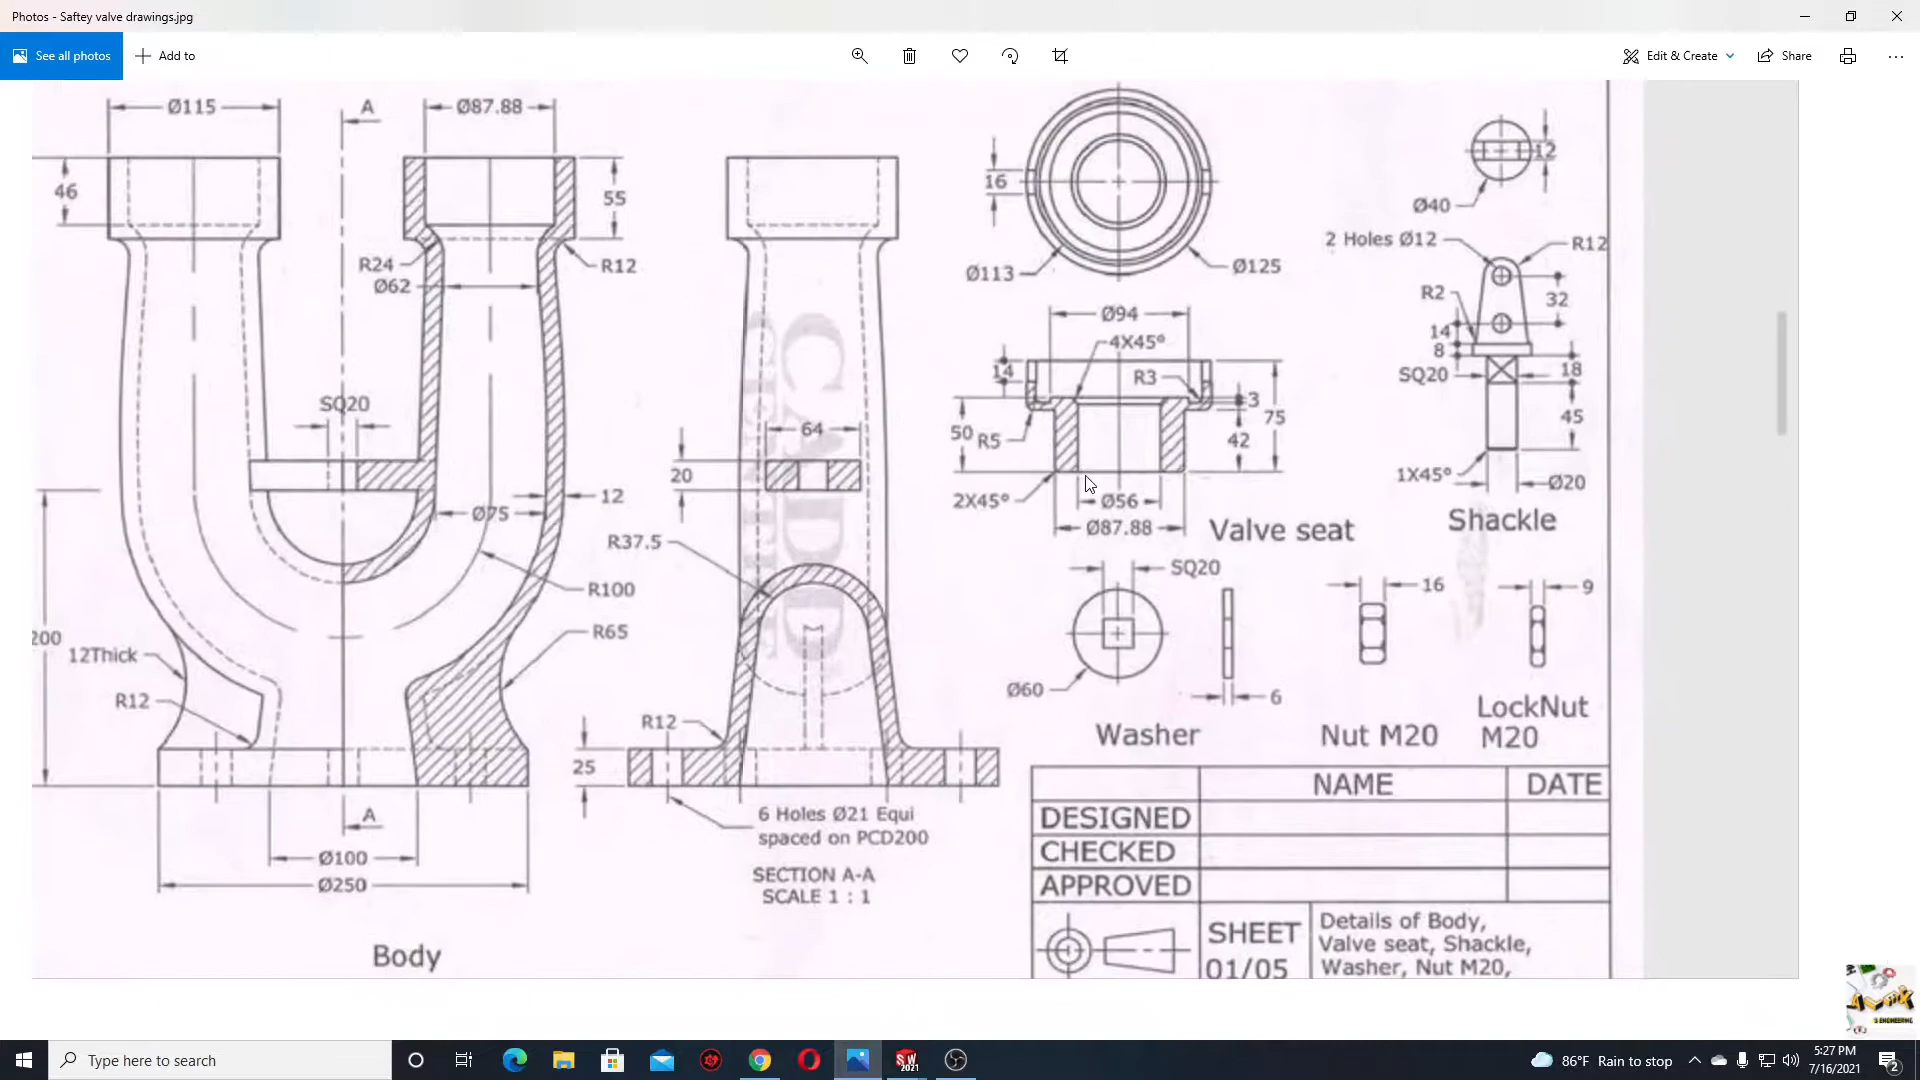 Photos - Saftey valve drawings.jpg
See all photos
Add to
Edit & Create
Share
Ø115
A
Ø87.88
46
55
R24
Ø62
R12
SQ20
Ø75
12
R100
R65
200
12Thick
R12
A
Ø100
Ø250
Body
64
20
R37.5
R12
25
6 Holes Ø21 Equi
spaced on PCD200
SECTION A-A
SCALE 1 : 1
CADD
CENTRE
16
Ø113
Ø125
Ø94
4X45°
14
R3
3
50
R5
42
75
2X45°
Ø56
Ø87.88
Valve seat
12
Ø40
2 Holes Ø12
R12
R2
32
14
8
SQ20
18
45
1X45°
Ø20
Shackle
SQ20
Ø60
6
Washer
16
Nut M20
9
LockNut
M20
NAME
DATE
DESIGNED
CHECKED
APPROVED
SHEET
01/05
Details of Body,
Valve seat, Shackle,
Washer, Nut M20,
Type here to search
SW
2021
86°F Rain to stop
5:27 PM
7/16/2021
2